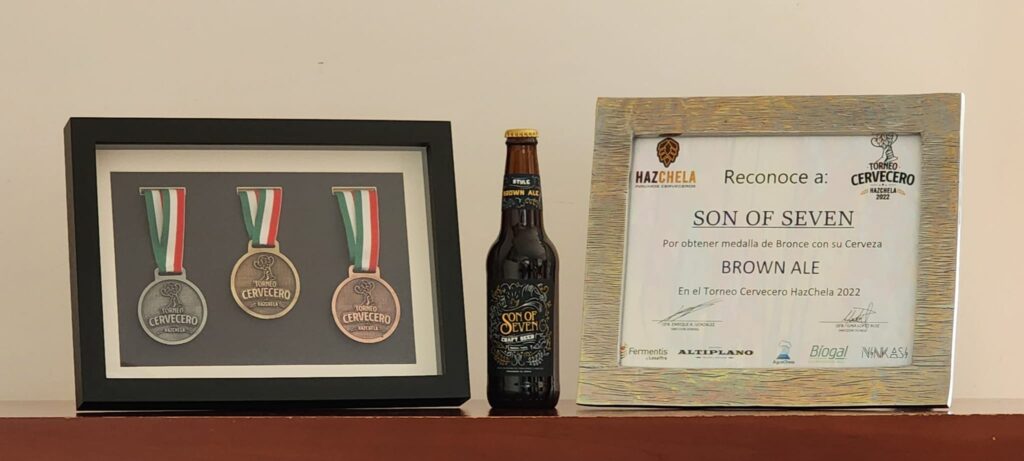 TORNEO
CERVECERO
HAZCHELA
TORNEO
CERVECERO
HAZCHELA
TORNEO
CERVECERO
HAZCHELA
STYLE
BROWN ALE
SON OF
SEVEN
CRAFT BEER
HAZCHELA
TORNEO
CERVECERO
HAZCHELA
2022
Reconoce a:
SON OF SEVEN
Por obtener medalla de Bronce con su Cerveza
BROWN ALE
En el Torneo Cervecero HazChela 2022
Fermentis
ALTIPLANO
Biogal
NINKASI